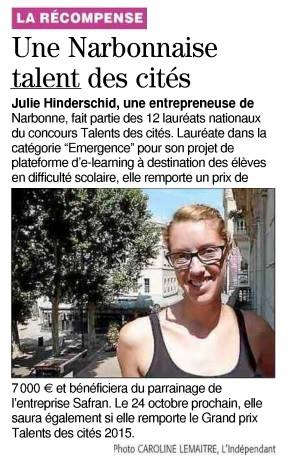 LA RÉCOMPENSE
Une Narbonnaise
talent des cités
Julie Hinderschid, une entrepreneuse de
Narbonne, fait partie des 12 lauréats nationaux
du concours Talents des cités. Lauréate dans la
catégorie “Emergence” pour son projet de
plateforme d’e-learning à destination des élèves
en difficulté scolaire, elle remporte un prix de
7 000 € et bénéficiera du parrainage de
l’entreprise Safran. Le 24 octobre prochain, elle
saura également si elle remporte le Grand prix
Talents des cités 2015.
Photo CAROLINE LEMAITRE, L’Indépendant